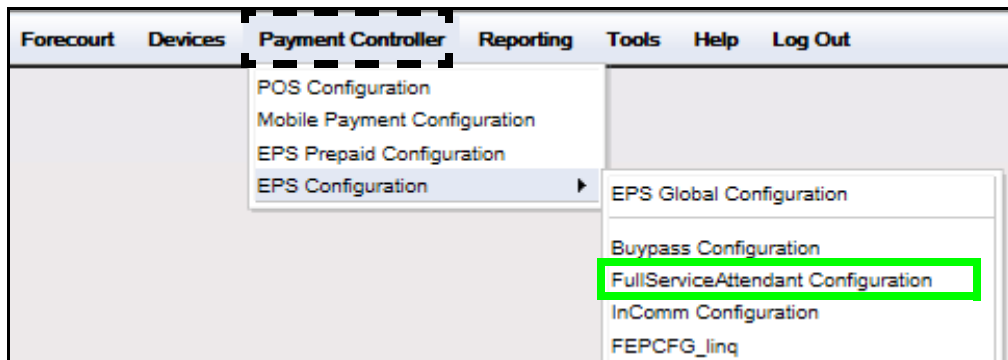 Forecourt Devices Payment Controller Reporting Tools Help Log Out
POS Configuration
Mobile Payment Configuration
EPS Prepaid Configuration
EPS Configuration
EPS Global Configuration
Buypass Configuration
FullServiceAttendant Configuration
InComm Configuration
FEPCFG_linq